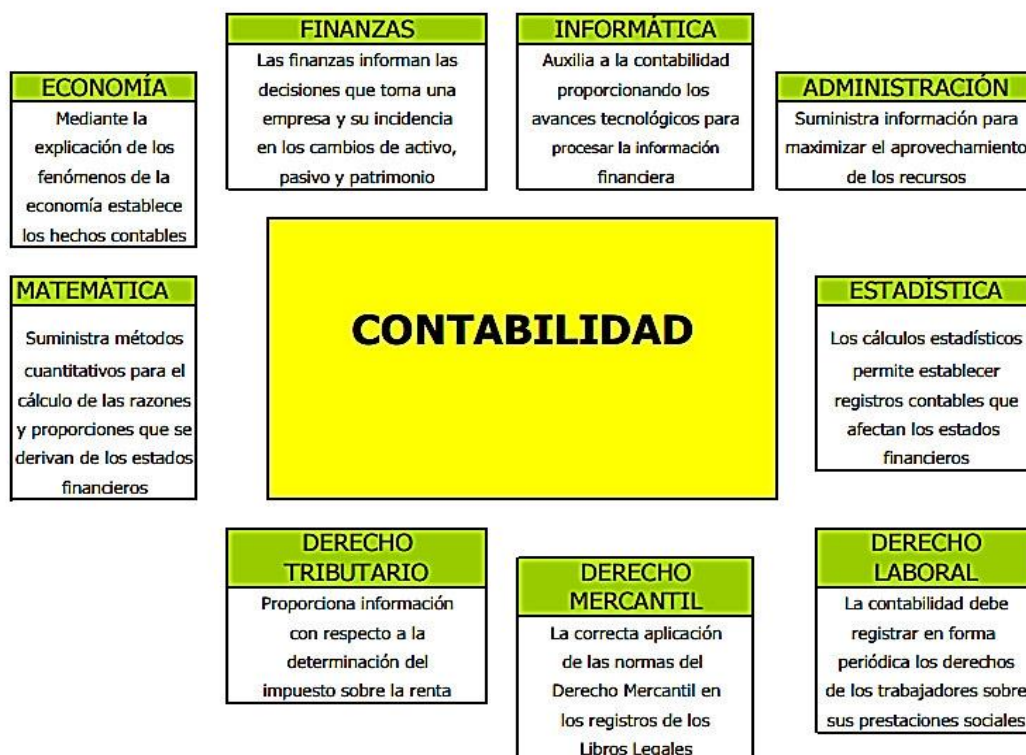 FINANZAS
Las finanzas informan las
decisiones que toma una
empresa y su incidencia
en los cambios de activo,
pasivo y patrimonio
INFORMÁTICA
Auxilia a la contabilidad
proporcionando los
avances tecnológicos para
procesar la información
financiera
ECONOMÍA
Mediante la
explicación de los
fenómenos de la
economía establece
los hechos contables
ADMINISTRACIÓN
Suministra información para
maximizar el aprovechamiento
de los recursos
CONTABILIDAD
MATEMÁTICA
Suministra métodos
cuantitativos para el
cálculo de las razones
y proporciones que se
derivan de los estados
financieros
ESTADÍSTICA
Los cálculos estadísticos
permite establecer
registros contables que
afectan los estados
financieros
DERECHO
TRIBUTARIO
Proporciona información
con respecto a la
determinación del
impuesto sobre la renta
DERECHO
MERCANTIL
La correcta aplicación
de las normas del
Derecho Mercantil en
los registros de los
Libros Legales
DERECHO
LABORAL
La contabilidad debe
registrar en forma
periódica los derechos
de los trabajadores sobre
sus prestaciones sociales